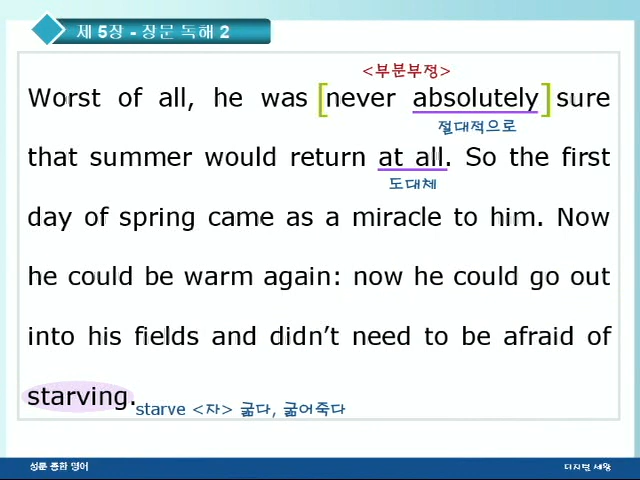 제 5장 - 장문 독해 2
<부분부정>
Worst of all, he was [never absolutely] sure
절대적으로
that summer would return at all. So the first
도대체
day of spring came as a miracle to him. Now
he could be warm again: now he could go out
into his fields and didn’t need to be afraid of
starving.
starve <자> 굶다, 굶어죽다
성문 종합 영어
디지털 세움